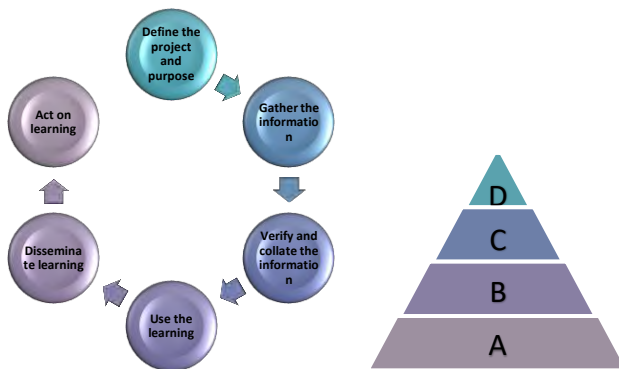 Define the
project
and
purpose
Gather the
informatio
n
Verify and
collate the
informatio
n
Use the
learning
Dissemina
te learning
Act on
learning
D
C
B
A